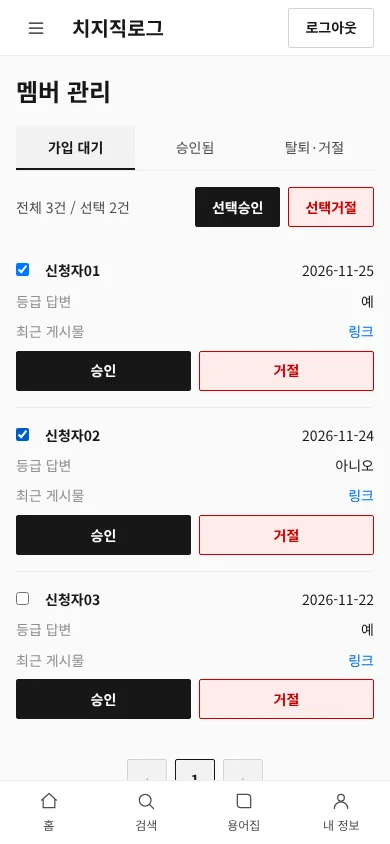 치지직로그
로그아웃
멤버 관리
가입 대기 승인됨 탈퇴·거절
전체 3건 / 선택 2건 선택승인 선택거절
신청자01 2026-11-25
등급 답변 예
최근 게시물 링크
승인 거절
신청자02 2026-11-24
등급 답변 아니오
최근 게시물 링크
승인 거절
신청자03 2026-11-22
등급 답변 예
최근 게시물 링크
승인 거절
1
홈 검색 용어집 내 정보